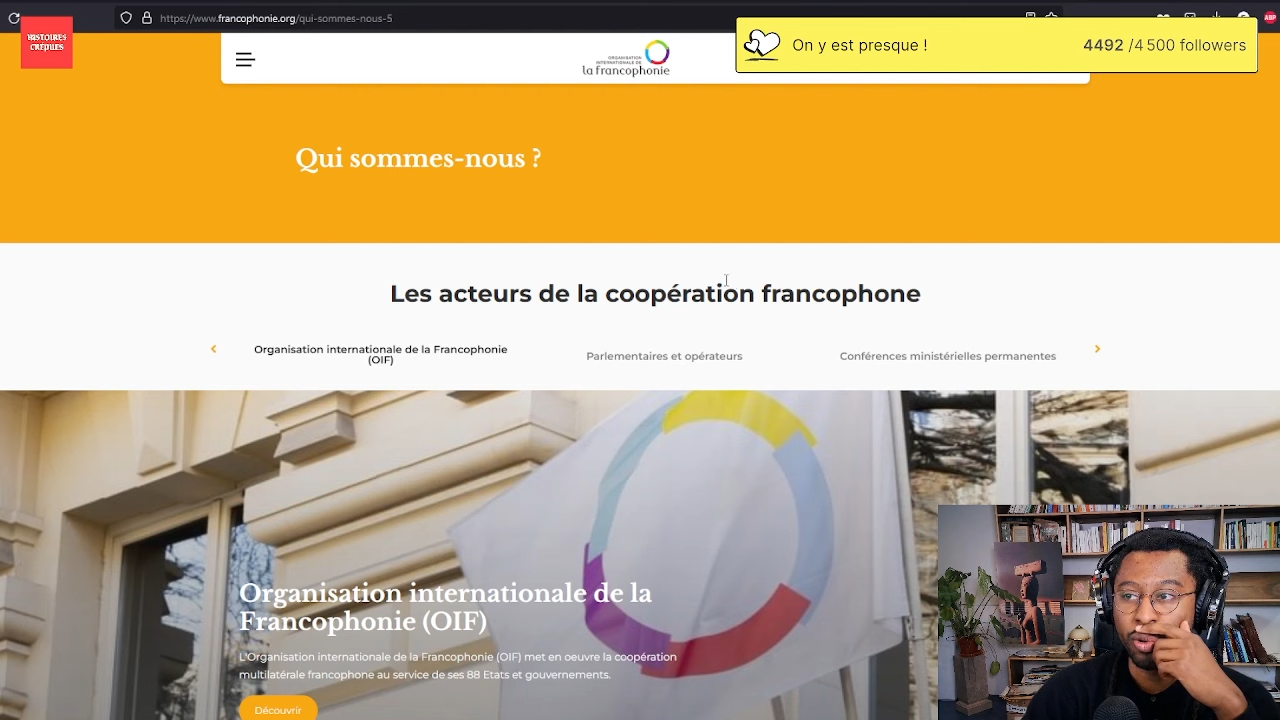 https://www.francophonie.org/qui-sommes-nous-5
HISTOIRES
CRÉPUES
ORGANISATION
INTERNATIONALE DE
la francophonie
On y est presque !
4492 /4 500 followers
Qui sommes-nous ?
Les acteurs de la coopération francophone
Organisation internationale de la Francophonie
(OIF)
Parlementaires et opérateurs
Conférences ministérielles permanentes
Organisation internationale de la
Francophonie (OIF)
L'Organisation internationale de la Francophonie (OIF) met en oeuvre la coopération
multilatérale francophone au service de ses 88 Etats et gouvernements.
Découvrir
ABP